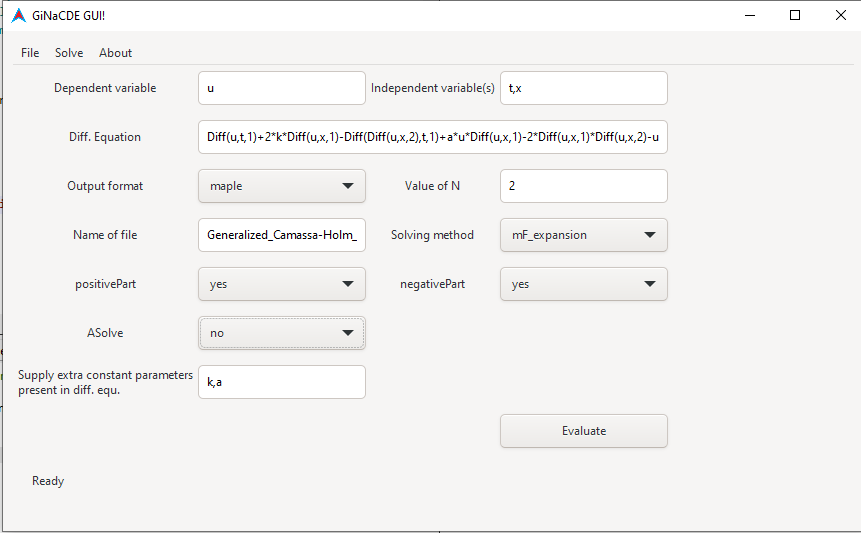 GiNaCDE GUI!
File Solve About
Dependent variable u Independent variable(s) t,x
Diff. Equation Diff(u,t,1)+2*k*Diff(u,x,1)-Diff(Diff(u,x,2),t,1)+a*u*Diff(u,x,1)-2*Diff(u,x,1)*Diff(u,x,2)-u
Output format maple Value of N 2
Name of file Generalized_Camassa-Holm_ Solving method mF_expansion
positivePart yes negativePart yes
ASolve no
Supply extra constant parameters
present in diff. equ. k,a
Evaluate
Ready